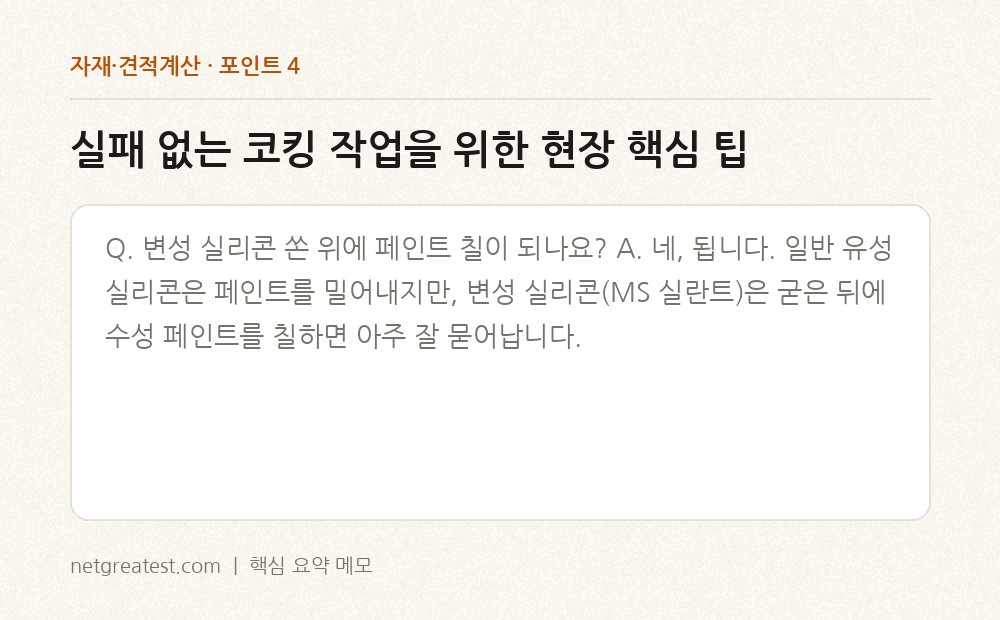 자재·견적계산 · 포인트 4
실패 없는 코킹 작업을 위한 현장 핵심 팁
Q. 변성 실리콘 쏜 위에 페인트 칠이 되나요? A. 네, 됩니다. 일반 유성
실리콘은 페인트를 밀어내지만, 변성 실리콘(MS 실란트)은 굳은 뒤에
수성 페인트를 칠하면 아주 잘 묻어납니다.
netgreatest.com | 핵심 요약 메모